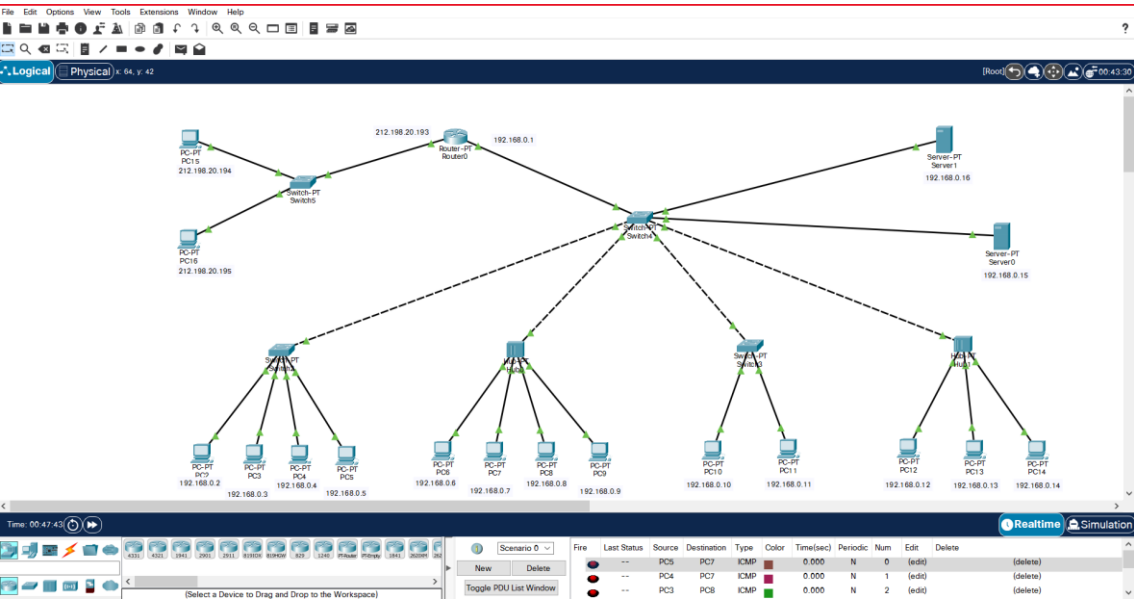 File Edit Options View Tools Extensions Window Help
?
Logical Physical x: 64, y: 42 [Root] 00:43:30
212.198.20.193
192.168.0.1
Router-PT
Router0
PC-PT
PC15
212.198.20.194
Switch-PT
Switch5
PC-PT
PC16
212.198.20.195
Server-PT
Server1
192.168.0.16
Switch-PT
Switch4
Server-PT
Server0
192.168.0.15
Switch-PT
Switch2
Hub-PT
Switch-PT
Switch3
Hub-PT
Hub1
PC-PT
PC2
192.168.0.2
PC-PT
PC3
192.168.0.3
PC-PT
PC4
192.168.0.4
PC-PT
PC5
192.168.0.5
PC-PT
PC6
192.168.0.6
PC-PT
PC7
192.168.0.7
PC-PT
PC8
192.168.0.8
PC-PT
PC9
192.168.0.9
PC-PT
PC10
192.168.0.10
PC-PT
PC11
192.168.0.11
PC-PT
PC12
192.168.0.12
PC-PT
PC13
192.168.0.13
PC-PT
PC14
192.168.0.14
Time: 00:47:43 Realtime Simulation
4331 4321 1941 2901 2911 819IOX 819HGW 829 1240 PT-Router PT-Empty 1841 2620XM
(Select a Device to Drag and Drop to the Workspace)
Scenario 0
New Delete
Toggle PDU List Window
Fire Last Status Source Destination Type Color Time(sec) Periodic Num Edit Delete
-- PC5 PC7 ICMP 0.000 N 0 (edit) (delete)
-- PC4 PC7 ICMP 0.000 N 1 (edit) (delete)
-- PC3 PC8 ICMP 0.000 N 2 (edit) (delete)